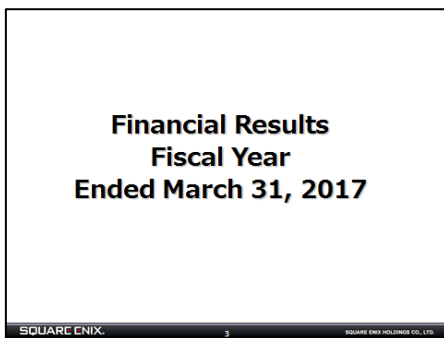 Financial Results
Fiscal Year
Ended March 31, 2017
SQUARE ENIX.
3
SQUARE ENIX HOLDINGS CO., LTD.